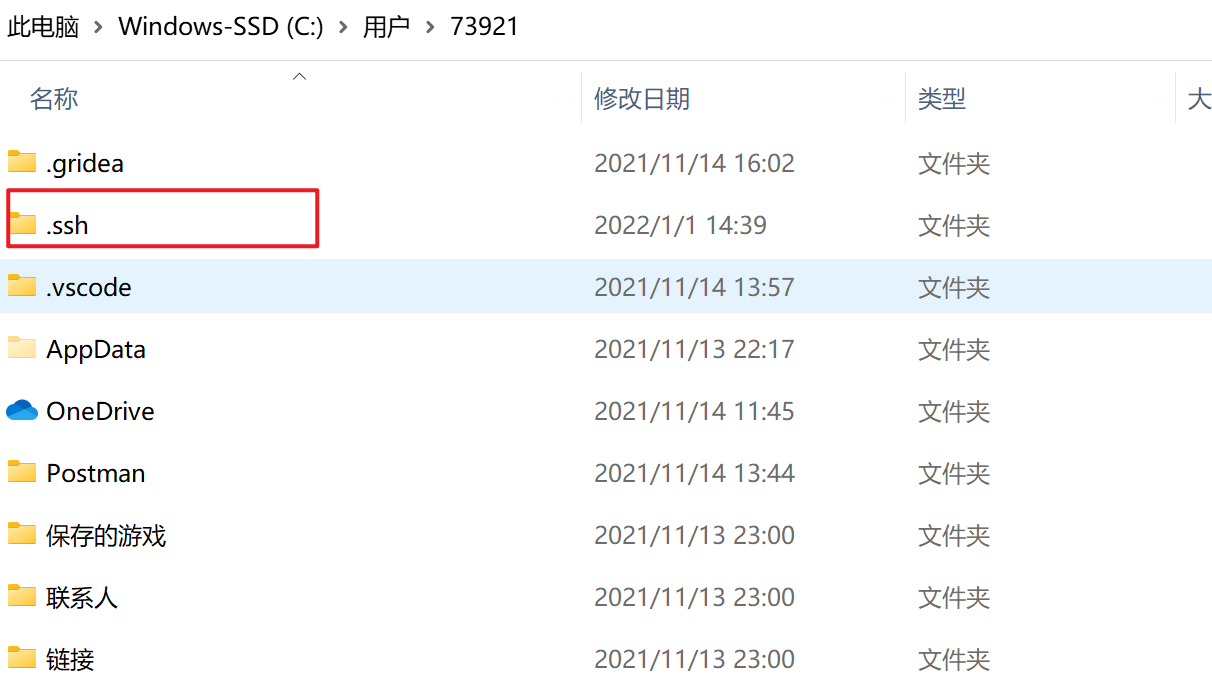 此电脑 > Windows-SSD (C:) > 用户 > 73921
名称 修改日期 类型 大
.gridea 2021/11/14 16:02 文件夹
.ssh 2022/1/1 14:39 文件夹
.vscode 2021/11/14 13:57 文件夹
AppData 2021/11/13 22:17 文件夹
OneDrive 2021/11/14 11:45 文件夹
Postman 2021/11/14 13:44 文件夹
保存的游戏 2021/11/13 23:00 文件夹
联系人 2021/11/13 23:00 文件夹
链接 2021/11/13 23:00 文件夹